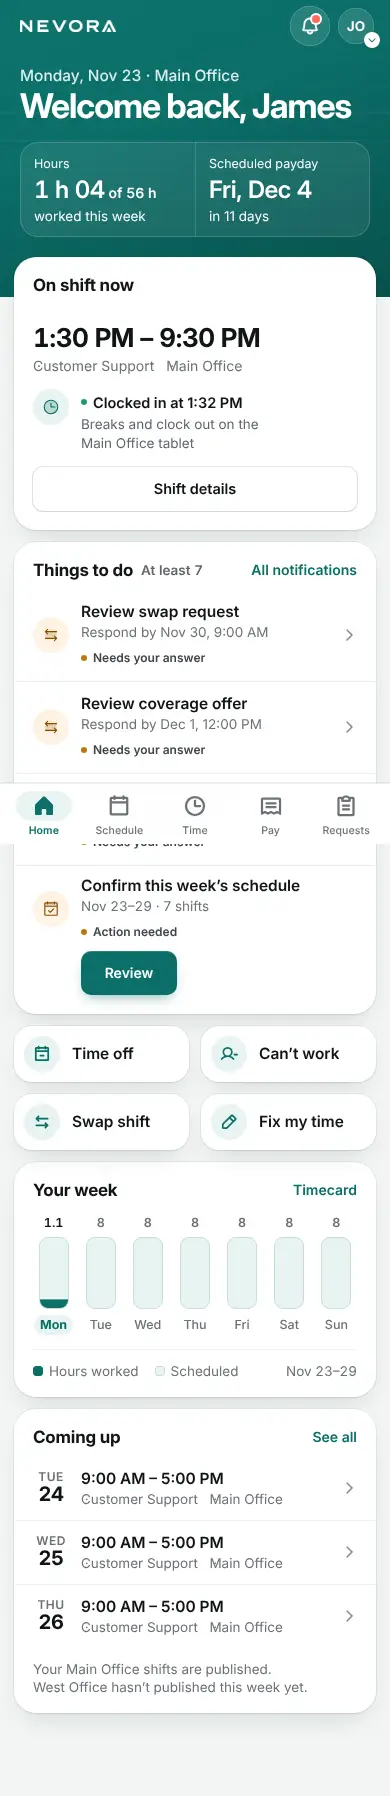 NEVORA
JO
Monday, Nov 23 · Main Office
Welcome back, James
Hours
1 h 04 of 56 h
worked this week
Scheduled payday
Fri, Dec 4
in 11 days
On shift now
1:30 PM – 9:30 PM
Customer Support Main Office
Clocked in at 1:32 PM
Breaks and clock out on the
Main Office tablet
Shift details
Things to do At least 7
All notifications
Review swap request
Respond by Nov 30, 9:00 AM
Needs your answer
Review coverage offer
Respond by Dec 1, 12:00 PM
Needs your answer
Home
Schedule
Time
Pay
Requests
Confirm this week's schedule
Nov 23–29 · 7 shifts
Action needed
Review
Time off
Can't work
Swap shift
Fix my time
Your week
Timecard
1.1 8 8 8 8 8 8
Mon Tue Wed Thu Fri Sat Sun
Hours worked
Scheduled
Nov 23–29
Coming up
See all
TUE
24
9:00 AM – 5:00 PM
Customer Support Main Office
WED
25
9:00 AM – 5:00 PM
Customer Support Main Office
THU
26
9:00 AM – 5:00 PM
Customer Support Main Office
Your Main Office shifts are published.
West Office hasn't published this week yet.